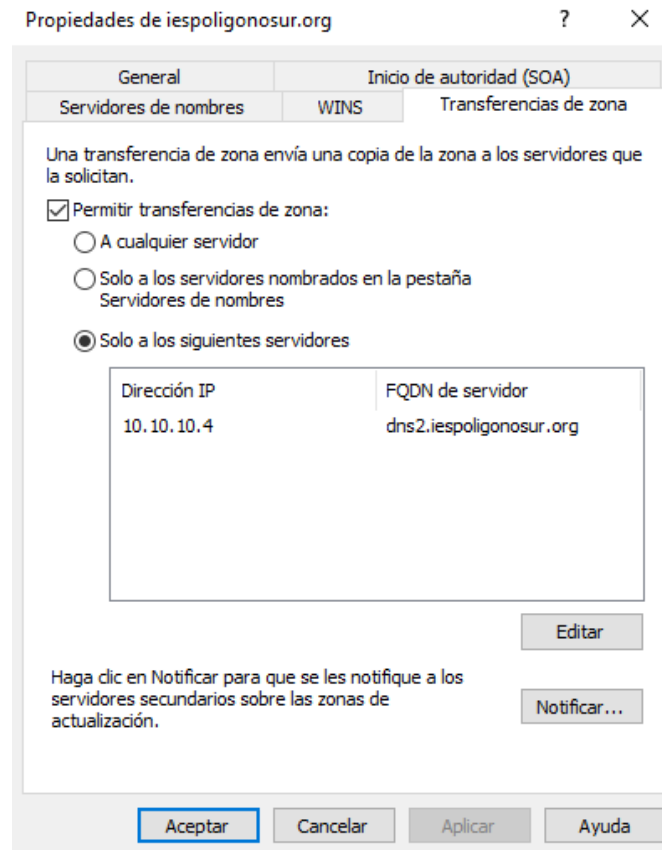 Propiedades de iespoligonosur.org ? ×
General Inicio de autoridad (SOA)
Servidores de nombres WINS Transferencias de zona
Una transferencia de zona envía una copia de la zona a los servidores que
la solicitan.
Permitir transferencias de zona:
A cualquier servidor
Solo a los servidores nombrados en la pestaña
Servidores de nombres
Solo a los siguientes servidores
Dirección IP FQDN de servidor
10.10.10.4 dns2.iespoligonosur.org
Editar
Haga clic en Notificar para que se les notifique a los
servidores secundarios sobre las zonas de
actualización.
Notificar...
Aceptar Cancelar Aplicar Ayuda